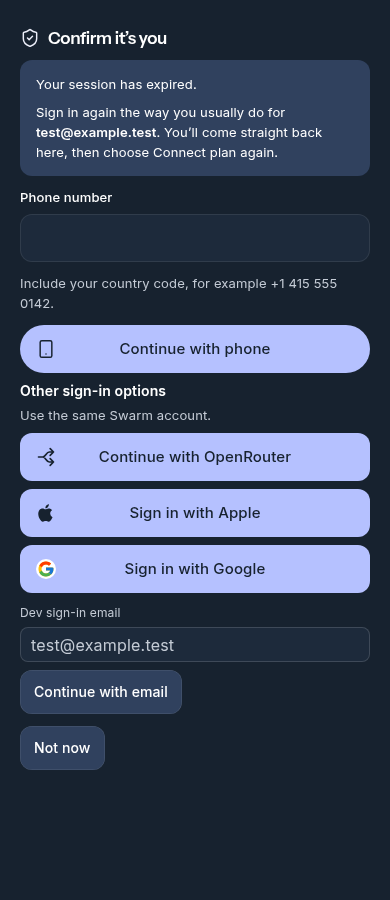 Confirm it’s you
Your session has expired.
Sign in again the way you usually do for
test@example.test. You’ll come straight back
here, then choose Connect plan again.
Phone number
Include your country code, for example +1 415 555
0142.
Continue with phone
Other sign-in options
Use the same Swarm account.
Continue with OpenRouter
Sign in with Apple
Sign in with Google
Dev sign-in email
test@example.test
Continue with email
Not now